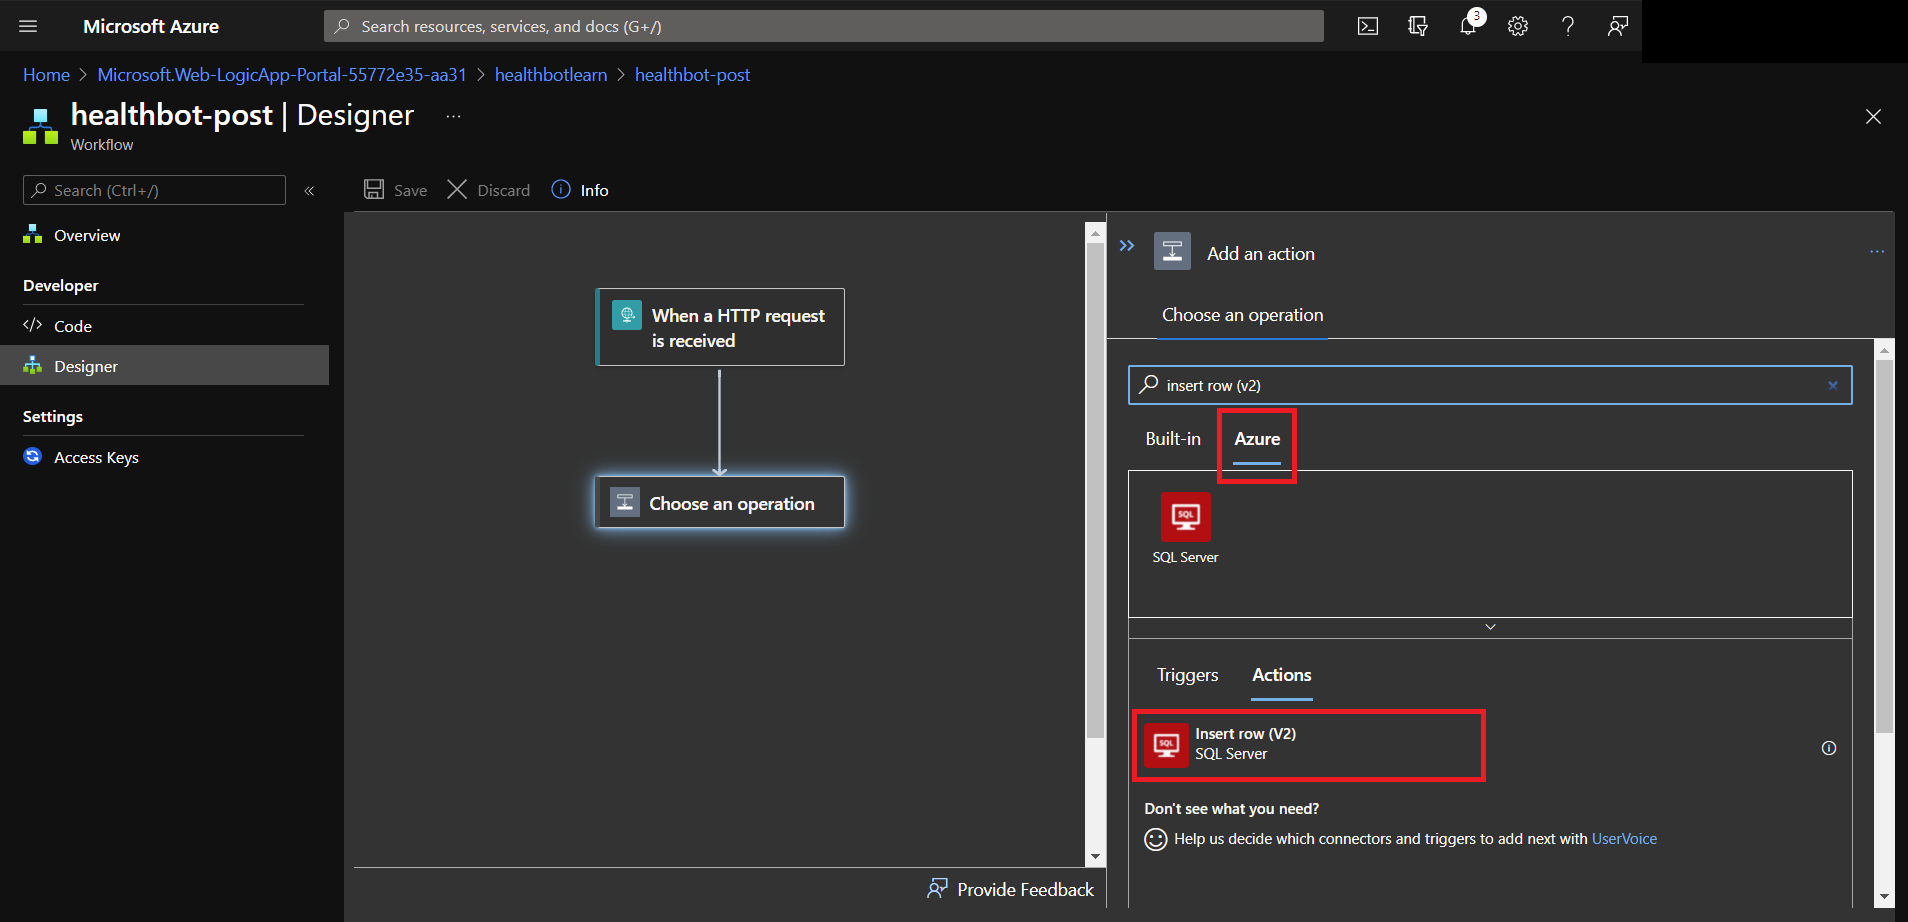 Microsoft Azure
Search resources, services, and docs (G+/)
3
Home > Microsoft.Web-LogicApp-Portal-55772e35-aa31 > healthbotlearn > healthbot-post
healthbot-post | Designer ...
Workflow
Search (Ctrl+/)
«
Save
Discard
Info
Overview
Developer
Code
Designer
Settings
Access Keys
When a HTTP request
is received
Choose an operation
Provide Feedback
Add an action
...
Choose an operation
insert row (v2)
Built-in
Azure
SQL
SQL Server
Triggers
Actions
SQL
Insert row (V2)
SQL Server
Don't see what you need?
Help us decide which connectors and triggers to add next with UserVoice